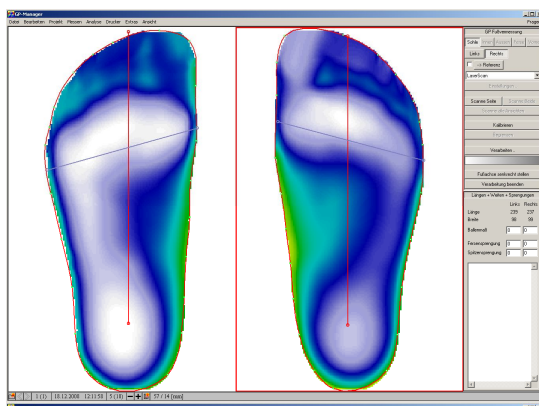 GP-Manager
Datei Bearbeiten Projekt Messen Analyse Drucker Extras Ansicht
Frage
GP Fußvermessung
Sohle
Links Rechts
-> Referenz
LaserScan
Scanne Seite
Kalibrieren
Verarbeiten ..
Fußachse senkrecht stellen
Verarbeitung beenden
Längen + Weiten + Sprengungen
Links Rechts
Länge 239 237
Breite 98 99
Ballenmaß 0 0
Fersensprengung 0 0
Spitzensprengung 0 0
1 (1) 18.12.2008 12:11:58 5 (18) 57 / 14 [mm]